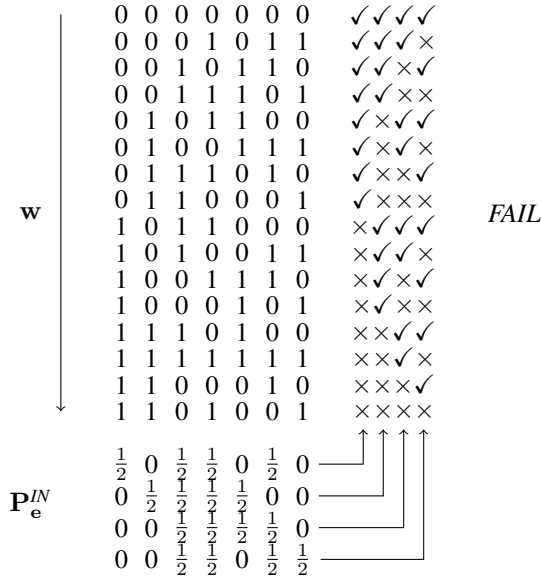 0 0 0 0 0 0 0 ✓✓✓✓
0 0 0 1 0 1 1 ✓✓✓×
0 0 1 0 1 1 0 ✓✓×✓
0 0 1 1 1 0 1 ✓✓××
0 1 0 1 1 0 0 ✓×✓✓
0 1 0 0 1 1 1 ✓×✓×
0 1 1 1 0 1 0 ✓××✓
0 1 1 0 0 0 1 ✓×××
w FAIL
1 0 1 1 0 0 0 ×✓✓✓
1 0 1 0 0 1 1 ×✓✓×
1 0 0 1 1 1 0 ×✓×✓
1 0 0 0 1 0 1 ×✓××
1 1 1 0 1 0 0 ××✓✓
1 1 1 1 1 1 1 ××✓×
1 1 0 0 0 1 0 ×××✓
1 1 0 1 0 0 1 ××××
1/2 0 1/2 1/2 0 1/2 0
P_e^IN 0 1/2 1/2 1/2 1/2 0 0
0 0 1/2 1/2 1/2 1/2 0
0 0 1/2 1/2 0 1/2 1/2